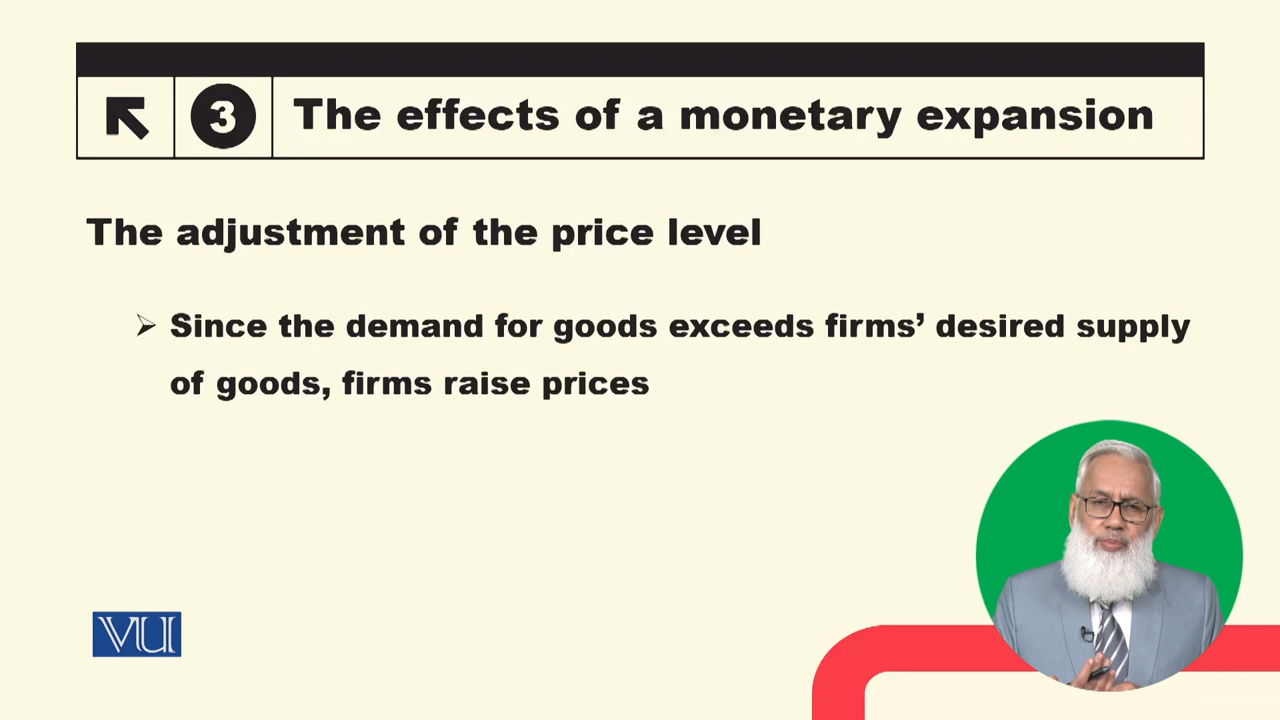 3 The effects of a monetary expansion
The adjustment of the price level
➢ Since the demand for goods exceeds firms’ desired supply
of goods, firms raise prices
VU